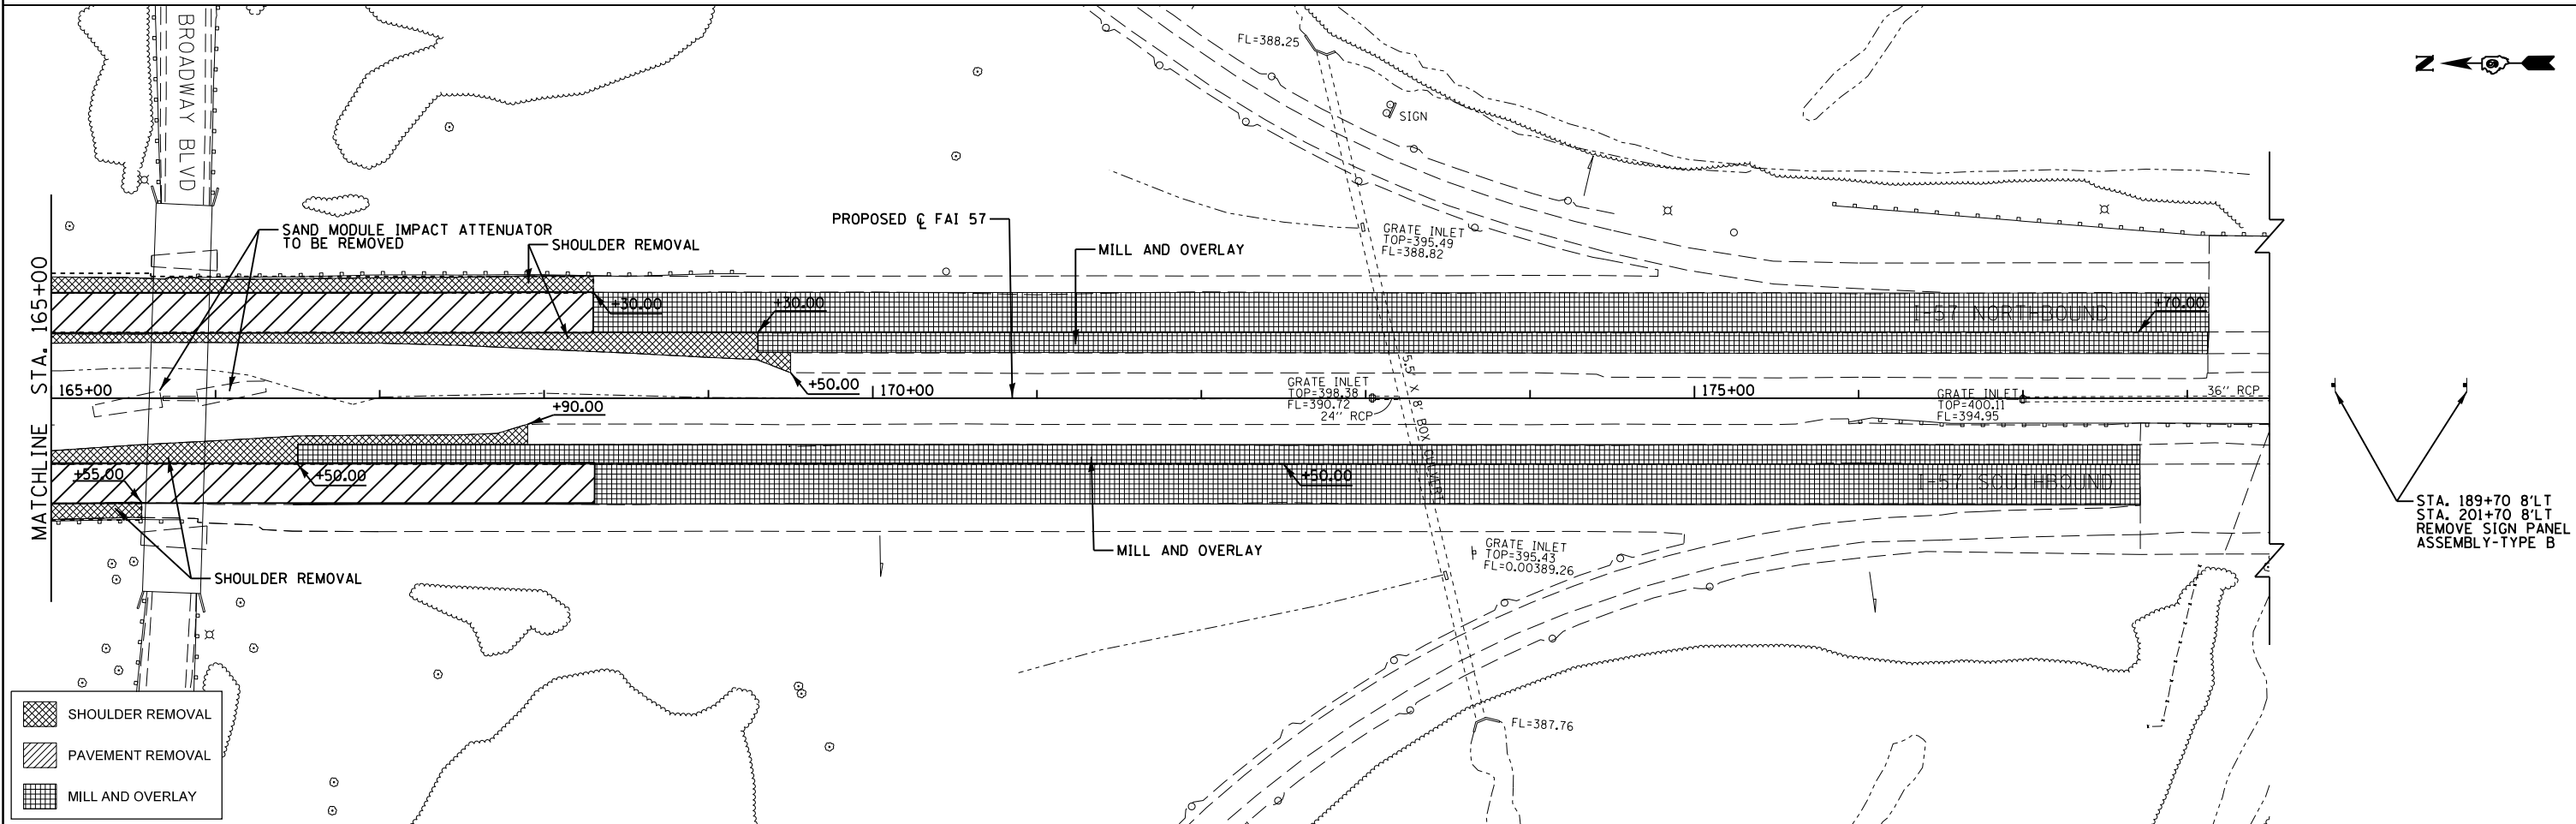 BROADWAY BLVD
FL=388.25
N
SIGN
SAND MODULE IMPACT ATTENUATOR
TO BE REMOVED
SHOULDER REMOVAL
PROPOSED ℄ FAI 57
MILL AND OVERLAY
GRATE INLET
TOP=395.49
FL=388.82
MATCHLINE STA. 165+00
+30.00
+30.00
I-57 NORTHBOUND
+70.00
165+00
+50.00
170+00
175+00
+90.00
GRATE INLET
TOP=398.38
FL=390.72
24'' RCP
5.5' X 8' BOX CULVERT
GRATE INLET
TOP=400.11
FL=394.95
36'' RCP
+55.00
+50.00
+50.00
I-57 SOUTHBOUND
STA. 189+70 8'LT
STA. 201+70 8'LT
REMOVE SIGN PANEL
ASSEMBLY-TYPE B
MILL AND OVERLAY
GRATE INLET
TOP=395.43
FL=0.00389.26
SHOULDER REMOVAL
FL=387.76
SHOULDER REMOVAL
PAVEMENT REMOVAL
MILL AND OVERLAY